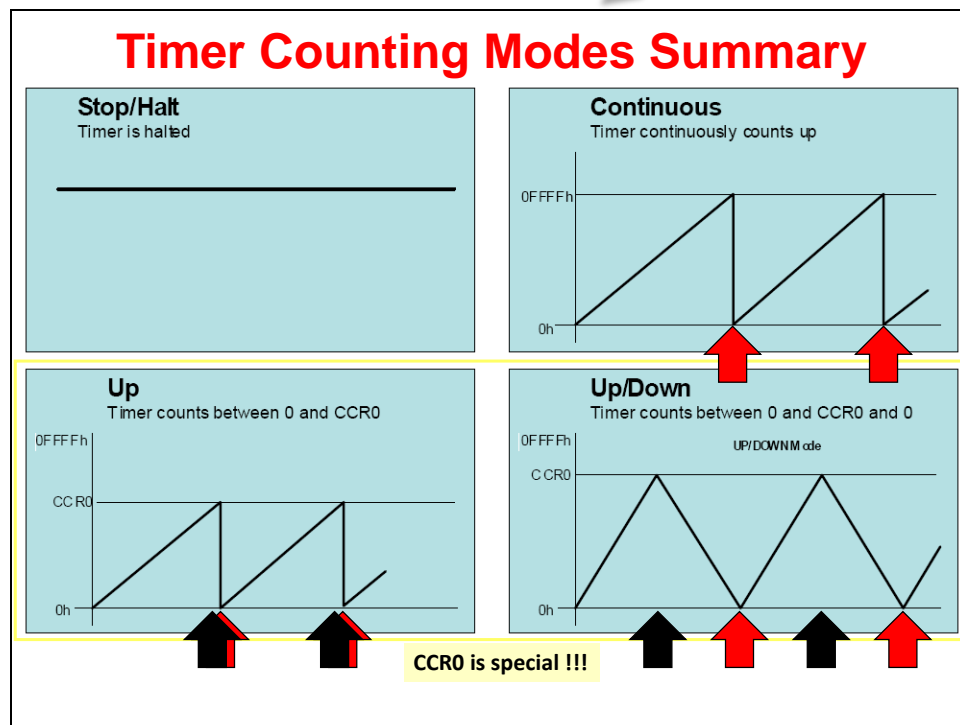 Timer Counting Modes Summary
Stop/Halt
Timer is halted
Continuous
Timer continuously counts up
0FFFFh
0h
Up
Timer counts between 0 and CCR0
0FFFFh
CCR0
0h
Up/Down
Timer counts between 0 and CCR0 and 0
0FFFFh
UP/DOWN Mode
CCR0
0h
CCR0 is special !!!